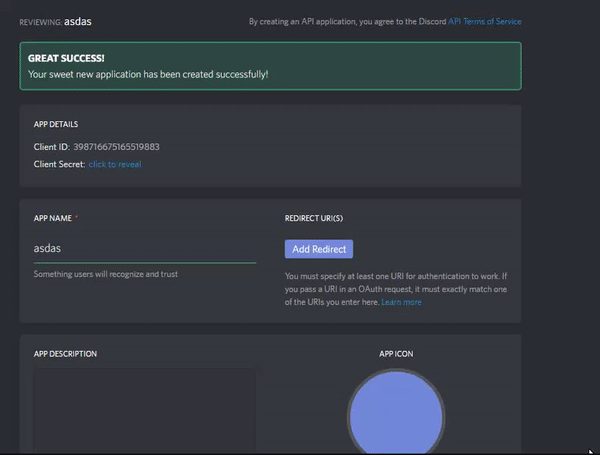 REVIEWING: asdas
By creating an API application, you agree to the Discord API Terms of Service
GREAT SUCCESS!
Your sweet new application has been created successfully!
APP DETAILS
Client ID: 398716675165519883
Client Secret: click to reveal
APP NAME *
asdas
Something users will recognize and trust
REDIRECT URI(S)
Add Redirect
You must specify at least one URI for authentication to work. If
you pass a URI in an OAuth request, it must exactly match one
of the URIs you enter here. Learn more
APP DESCRIPTION
APP ICON